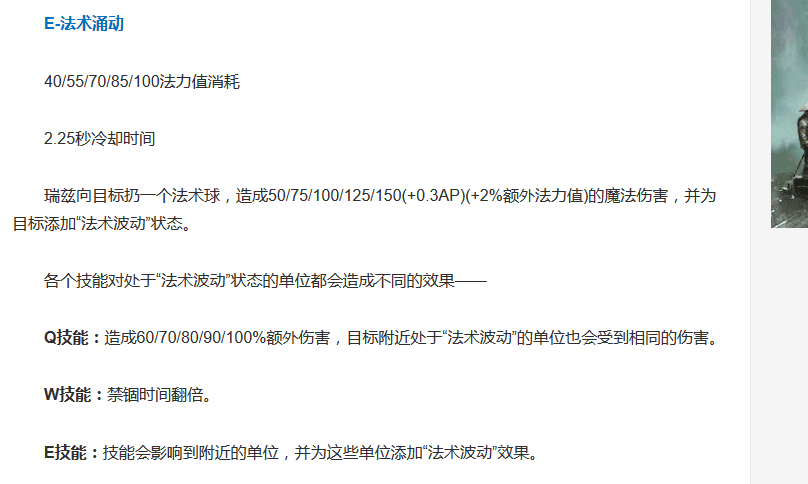 E-法术涌动
40/55/70/85/100法力值消耗
2.25秒冷却时间
瑞兹向目标扔一个法术球，造成50/75/100/125/150(+0.3AP)(+2%额外法力值)的魔法伤害，并为
目标添加“法术波动”状态。
各个技能对处于“法术波动”状态的单位都会造成不同的效果——
Q技能：造成60/70/80/90/100%额外伤害，目标附近处于“法术波动”的单位也会受到相同的伤害。
W技能：禁锢时间翻倍。
E技能：技能会影响到附近的单位，并为这些单位添加“法术波动”效果。